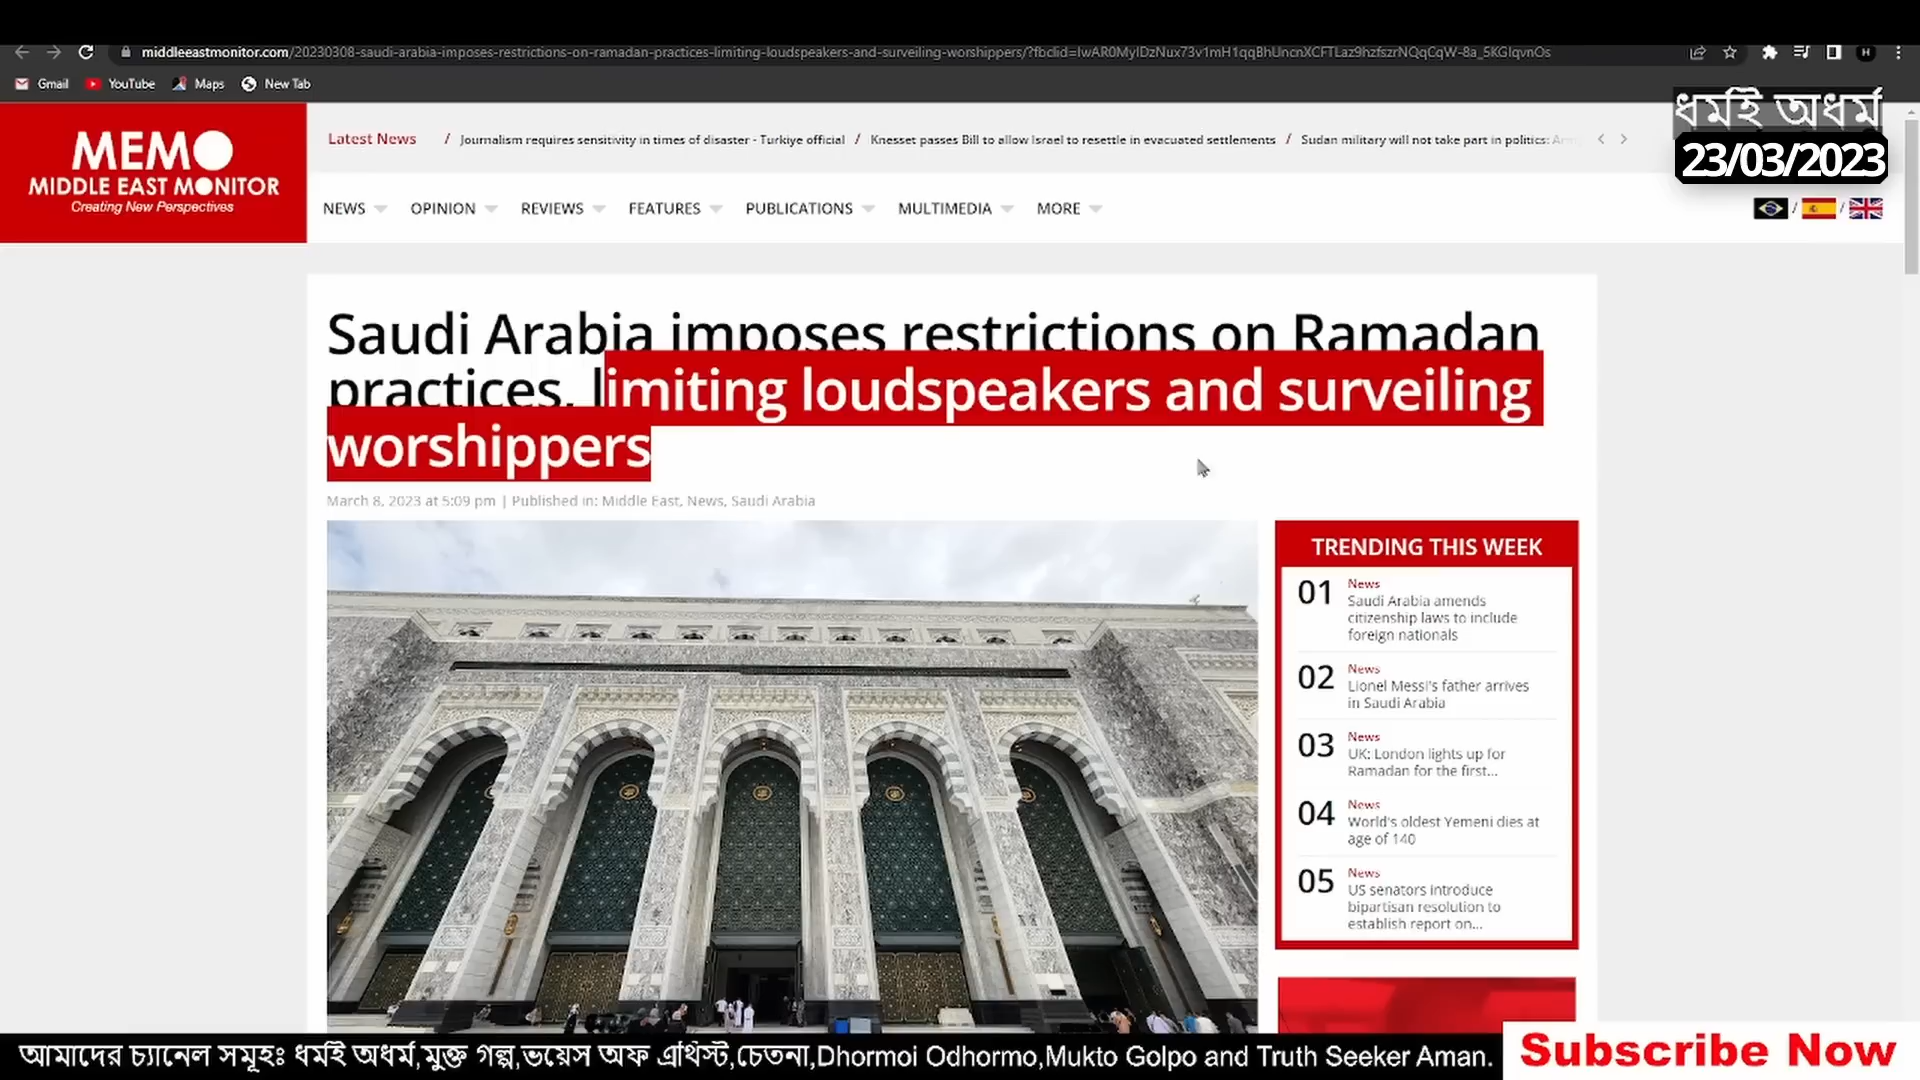 middleeastmonitor.com/20230308-saudi-arabia-imposes-restrictions-on-ramadan-practices-limiting-loudspeakers-and-surveiling-worshippers/
Gmail YouTube Maps New Tab
ধর্মই অধর্ম
23/03/2023
MEMO
MIDDLE EAST MONITOR
Creating New Perspectives
Latest News / Journalism requires sensitivity in times of disaster - Turkiye official / Knesset passes Bill to allow Israel to resettle in evacuated settlements / Sudan military will not take part in politics:
NEWS OPINION REVIEWS FEATURES PUBLICATIONS MULTIMEDIA MORE
Saudi Arabia imposes restrictions on Ramadan
practices, limiting loudspeakers and surveiling
worshippers
March 8, 2023 at 5:09 pm | Published in: Middle East, News, Saudi Arabia
TRENDING THIS WEEK
01 News
Saudi Arabia amends
citizenship laws to include
foreign nationals
02 News
Lionel Messi's father arrives
in Saudi Arabia
03 News
UK: London lights up for
Ramadan for the first...
04 News
World's oldest Yemeni dies at
age of 140
05 News
US senators introduce
bipartisan resolution to
establish report on...
আমাদের চ্যানেল সমূহঃ ধর্মই অধর্ম,মুক্ত গল্প,ভয়েস অফ এথিস্ট,চেতনা,Dhormoi Odhormo,Mukto Golpo and Truth Seeker Aman.
Subscribe Now